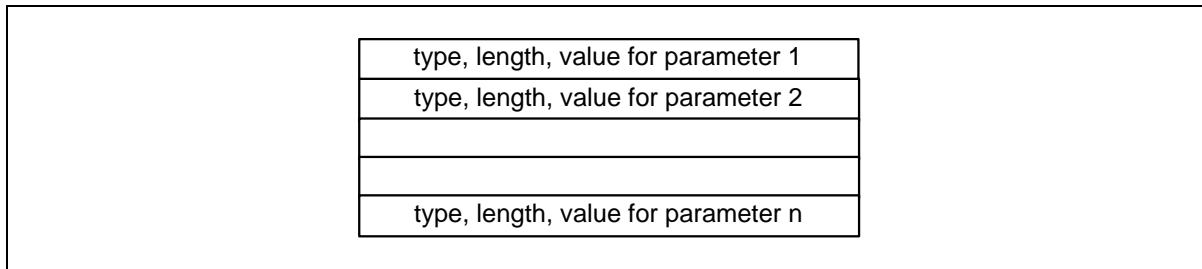 type, length, value for parameter 1
type, length, value for parameter 2
type, length, value for parameter n